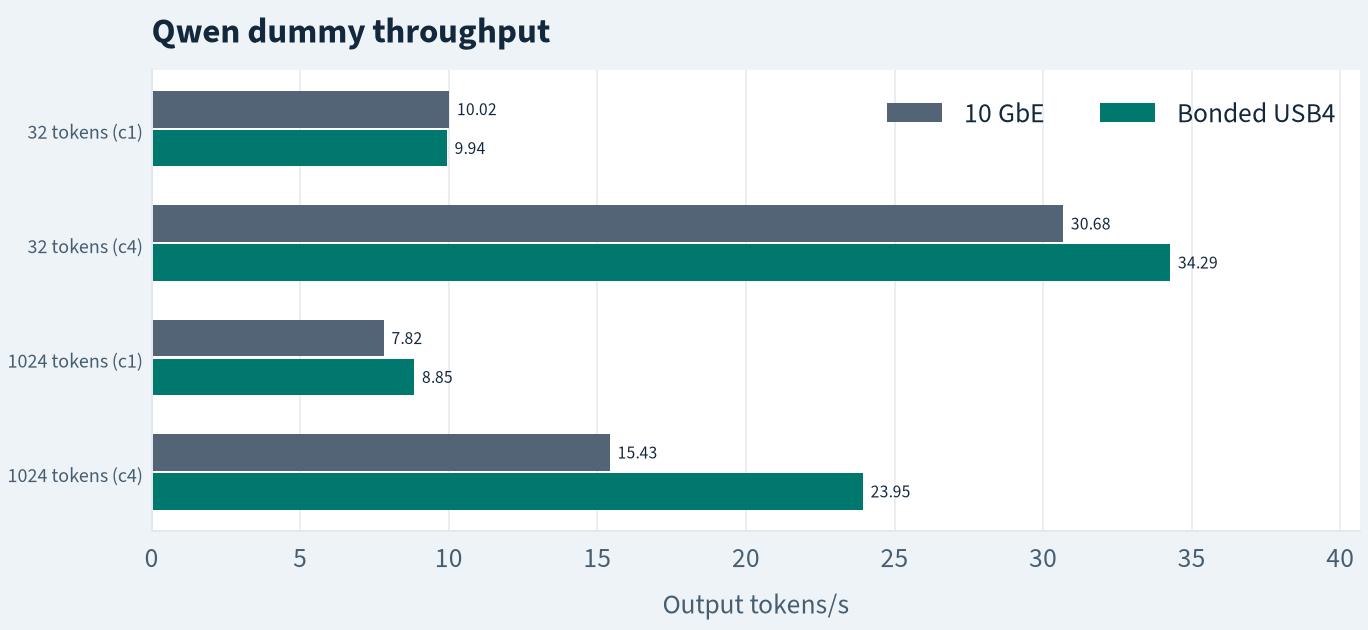 Qwen dummy throughput
10 GbE
Bonded USB4
32 tokens (c1)
10.02
9.94
32 tokens (c4)
30.68
34.29
1024 tokens (c1)
7.82
8.85
1024 tokens (c4)
15.43
23.95
0 5 10 15 20 25 30 35 40
Output tokens/s